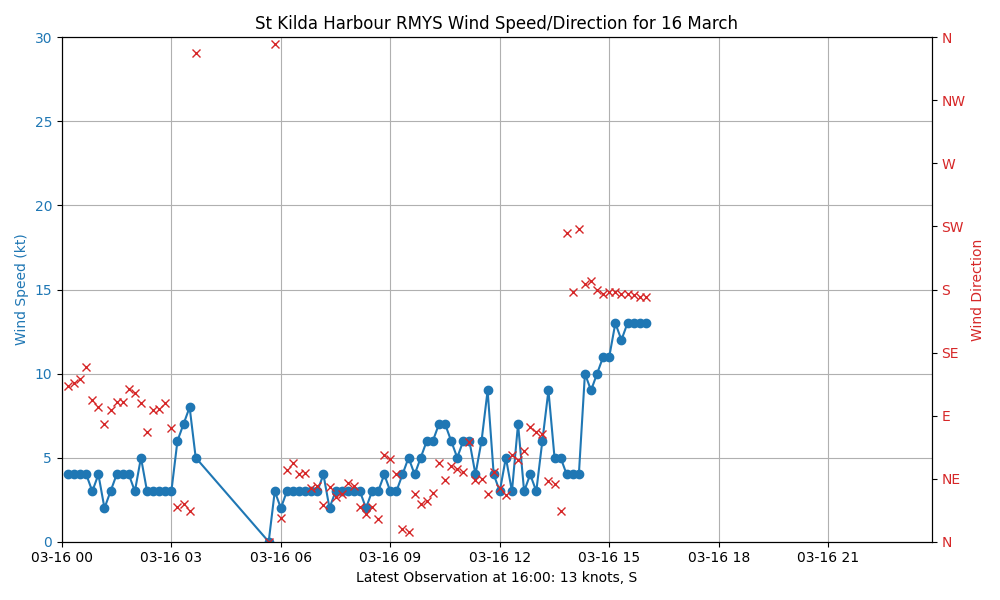 St Kilda Harbour RMYS Wind Speed/Direction for 16 March
30
25
20
15
10
5
0
Wind Speed (kt)
N
NW
W
SW
S
SE
E
NE
N
Wind Direction
03-16 00
03-16 03
03-16 06
03-16 09
03-16 12
03-16 15
03-16 18
03-16 21
Latest Observation at 16:00: 13 knots, S